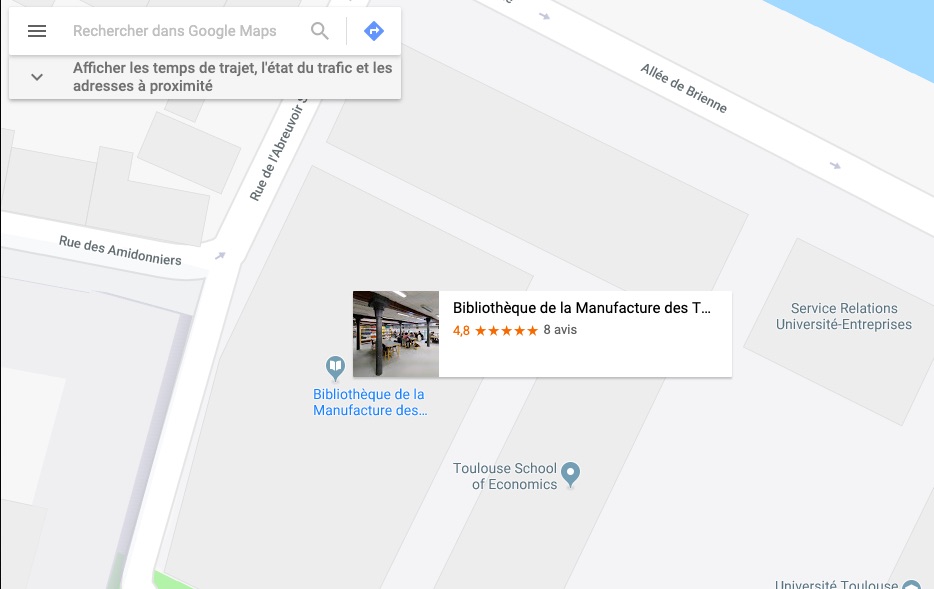 Rechercher dans Google Maps
Afficher les temps de trajet, l'état du trafic et les
adresses à proximité
Allée de Brienne
Rue de l'Abreuvoir
Rue des Amidonniers
Bibliothèque de la Manufacture des T...
4,8 ★★★★★ 8 avis
Service Relations
Université-Entreprises
Bibliothèque de la
Manufacture des...
Toulouse School
of Economics
Université Toulouse